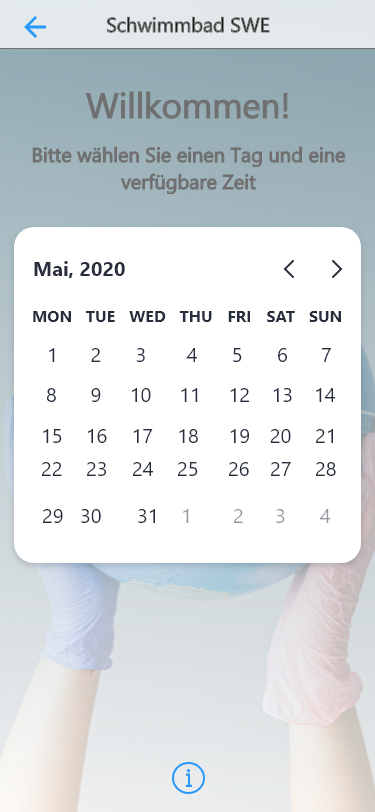 Schwimmbad SWE
Willkommen!
Bitte wählen Sie einen Tag und eine
verfügbare Zeit
Mai, 2020
MON TUE WED THU FRI SAT SUN
1 2 3 4 5 6 7
8 9 10 11 12 13 14
15 16 17 18 19 20 21
22 23 24 25 26 27 28
29 30 31 1 2 3 4